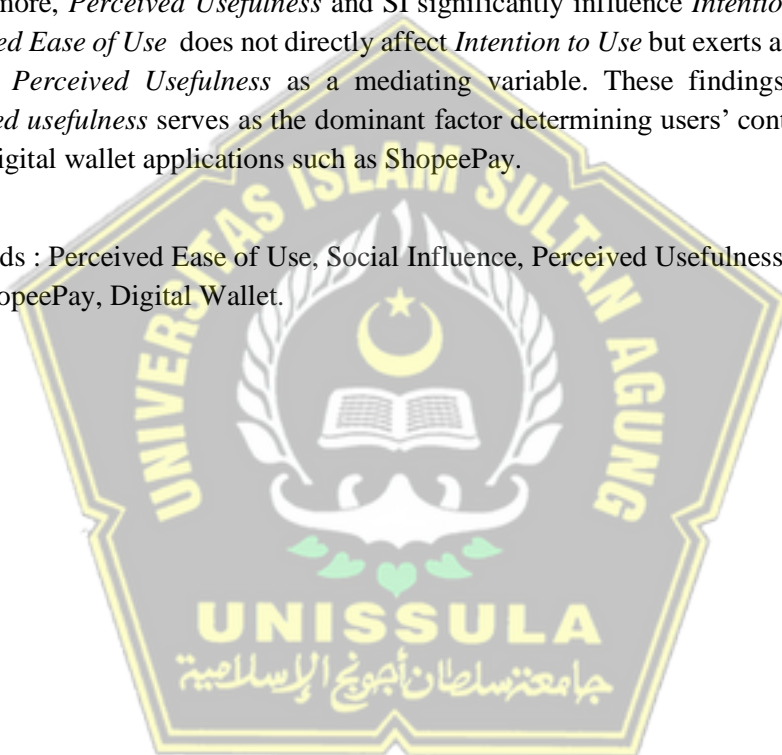 more, Perceived Usefulness and SI significantly influence Intentio
ed Ease of Use does not directly affect Intention to Use but exerts a
Perceived Usefulness as a mediating variable. These findings
ed usefulness serves as the dominant factor determining users’ cont
igital wallet applications such as ShopeePay.
ds : Perceived Ease of Use, Social Influence, Perceived Usefulness
opeePay, Digital Wallet.
UNIVERSITAS ISLAM SULTAN AGUNG
UNISSULA
جامعة سلطان أجونج الإسلامية